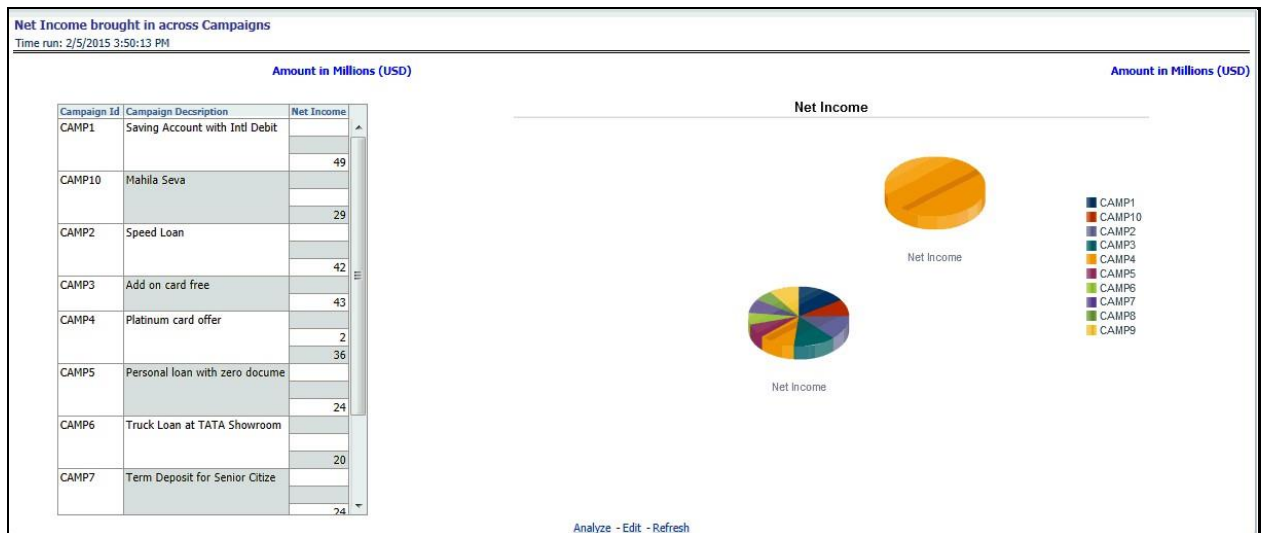 Net Income brought in across Campaigns
Time run: 2/5/2015 3:50:13 PM
Amount in Millions (USD)
Amount in Millions (USD)
Campaign Id Campaign Decsription Net Income
CAMP1 Saving Account with Intl Debit
49
CAMP10 Mahila Seva
29
CAMP2 Speed Loan
42
CAMP3 Add on card free
43
CAMP4 Platinum card offer
2
36
CAMP5 Personal loan with zero docume
24
CAMP6 Truck Loan at TATA Showroom
20
CAMP7 Term Deposit for Senior Citize
24
Net Income
Net Income
Net Income
CAMP1
CAMP10
CAMP2
CAMP3
CAMP4
CAMP5
CAMP6
CAMP7
CAMP8
CAMP9
Analyze - Edit - Refresh